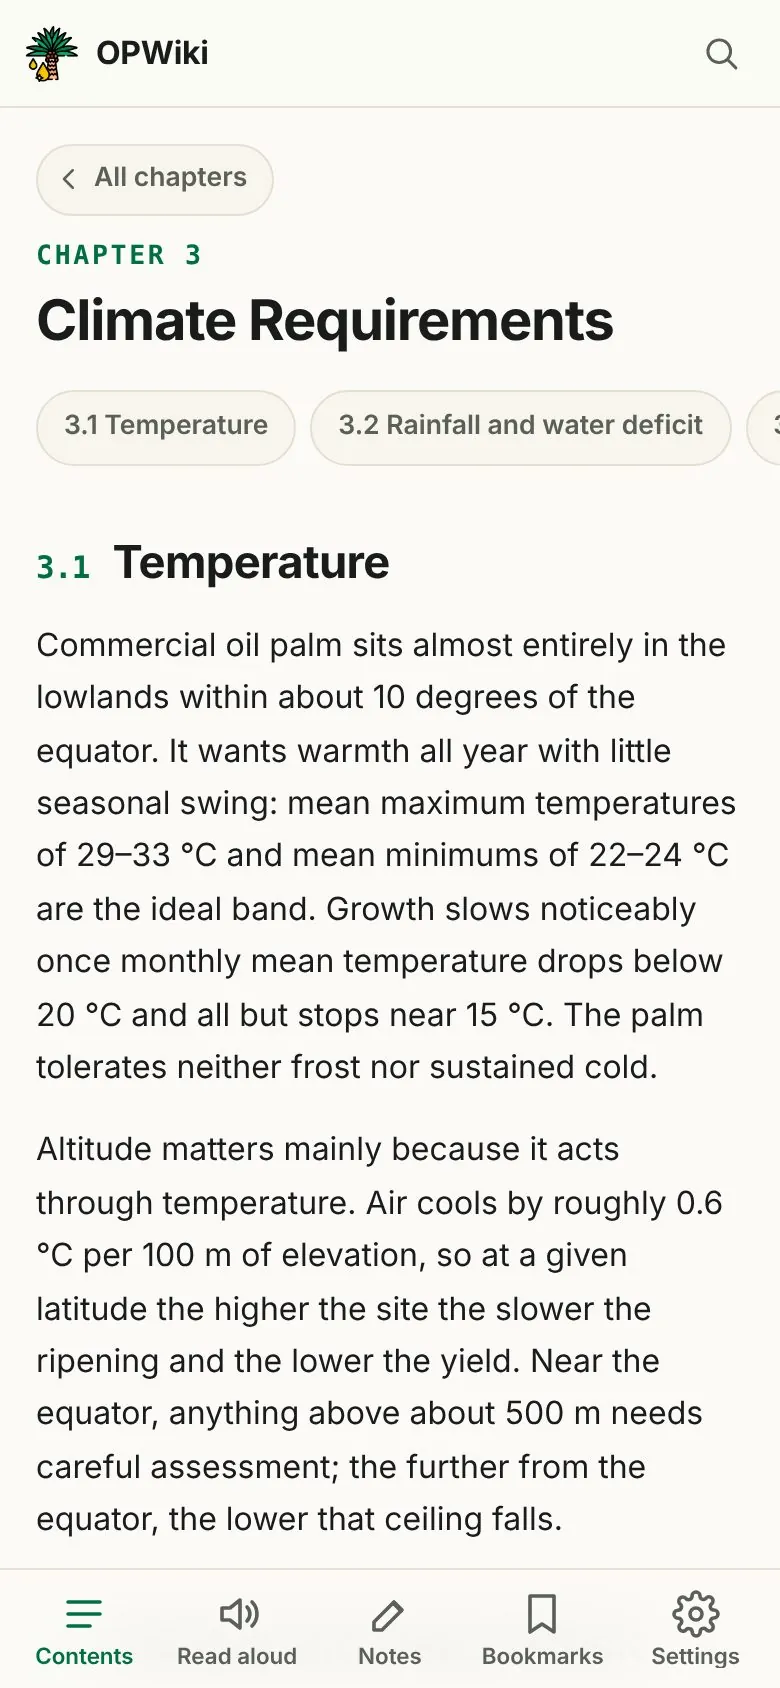 OPWiki
All chapters
CHAPTER 3
Climate Requirements
3.1 Temperature
3.2 Rainfall and water deficit
3.1 Temperature
Commercial oil palm sits almost entirely in the
lowlands within about 10 degrees of the
equator. It wants warmth all year with little
seasonal swing: mean maximum temperatures
of 29–33 °C and mean minimums of 22–24 °C
are the ideal band. Growth slows noticeably
once monthly mean temperature drops below
20 °C and all but stops near 15 °C. The palm
tolerates neither frost nor sustained cold.
Altitude matters mainly because it acts
through temperature. Air cools by roughly 0.6
°C per 100 m of elevation, so at a given
latitude the higher the site the slower the
ripening and the lower the yield. Near the
equator, anything above about 500 m needs
careful assessment; the further from the
equator, the lower that ceiling falls.
Contents
Read aloud
Notes
Bookmarks
Settings